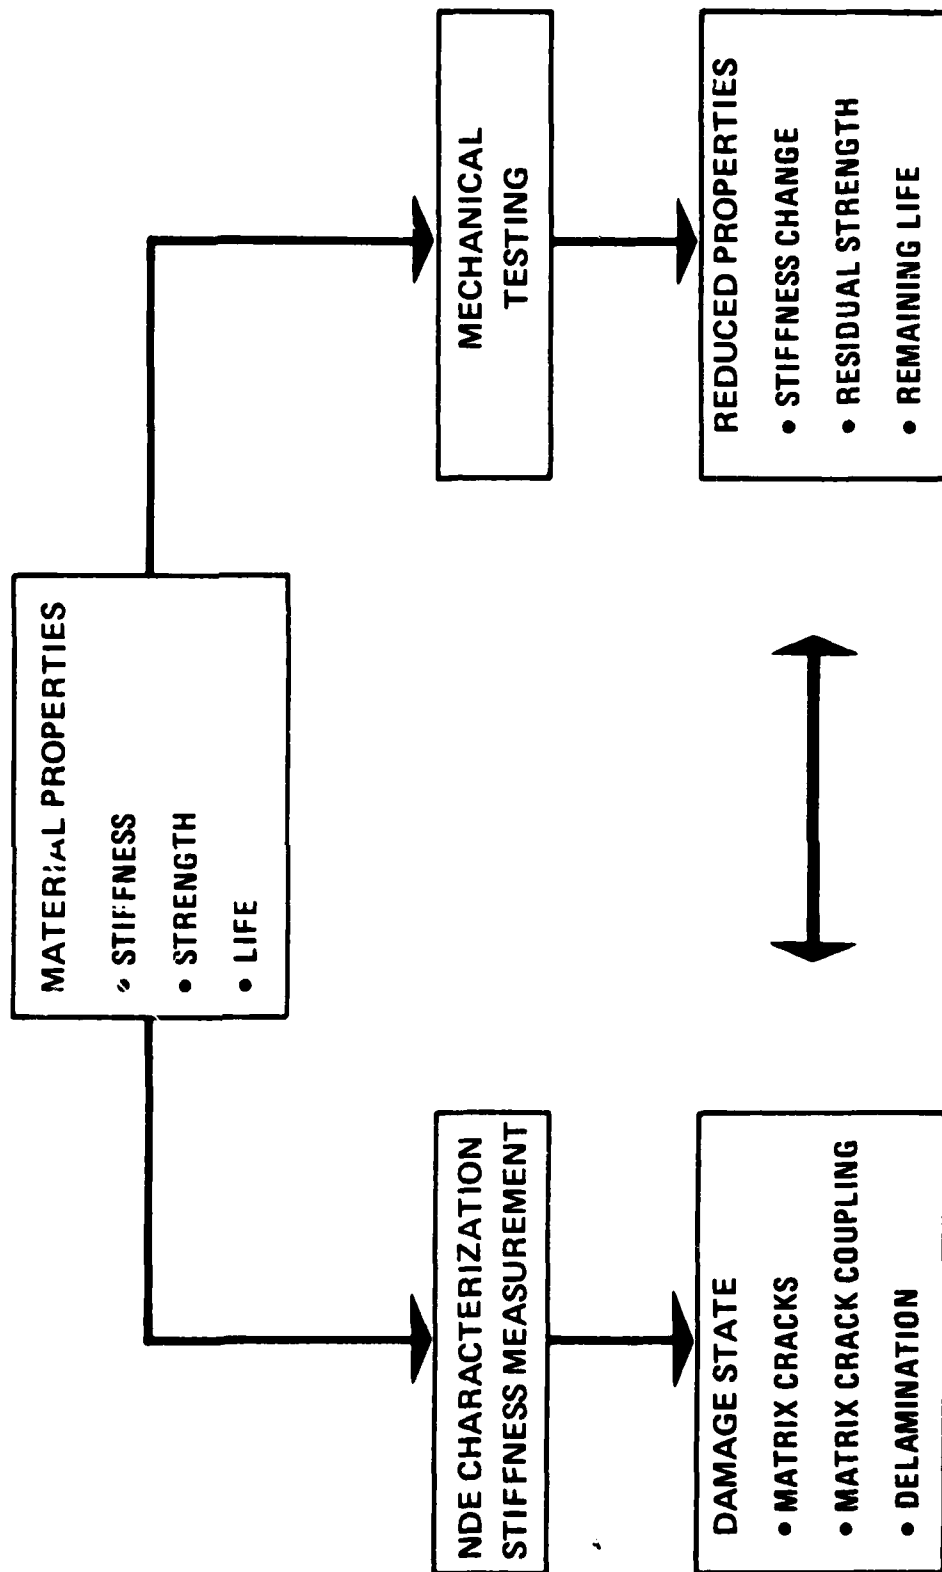 MATERIAL PROPERTIES
• STIFFNESS
• STRENGTH
• LIFE
NDE CHARACTERIZATION
STIFFNESS MEASUREMENT
MECHANICAL
TESTING
DAMAGE STATE
• MATRIX CRACKS
• MATRIX CRACK COUPLING
• DELAMINATION
REDUCED PROPERTIES
• STIFFNESS CHANGE
• RESIDUAL STRENGTH
• REMAINING LIFE